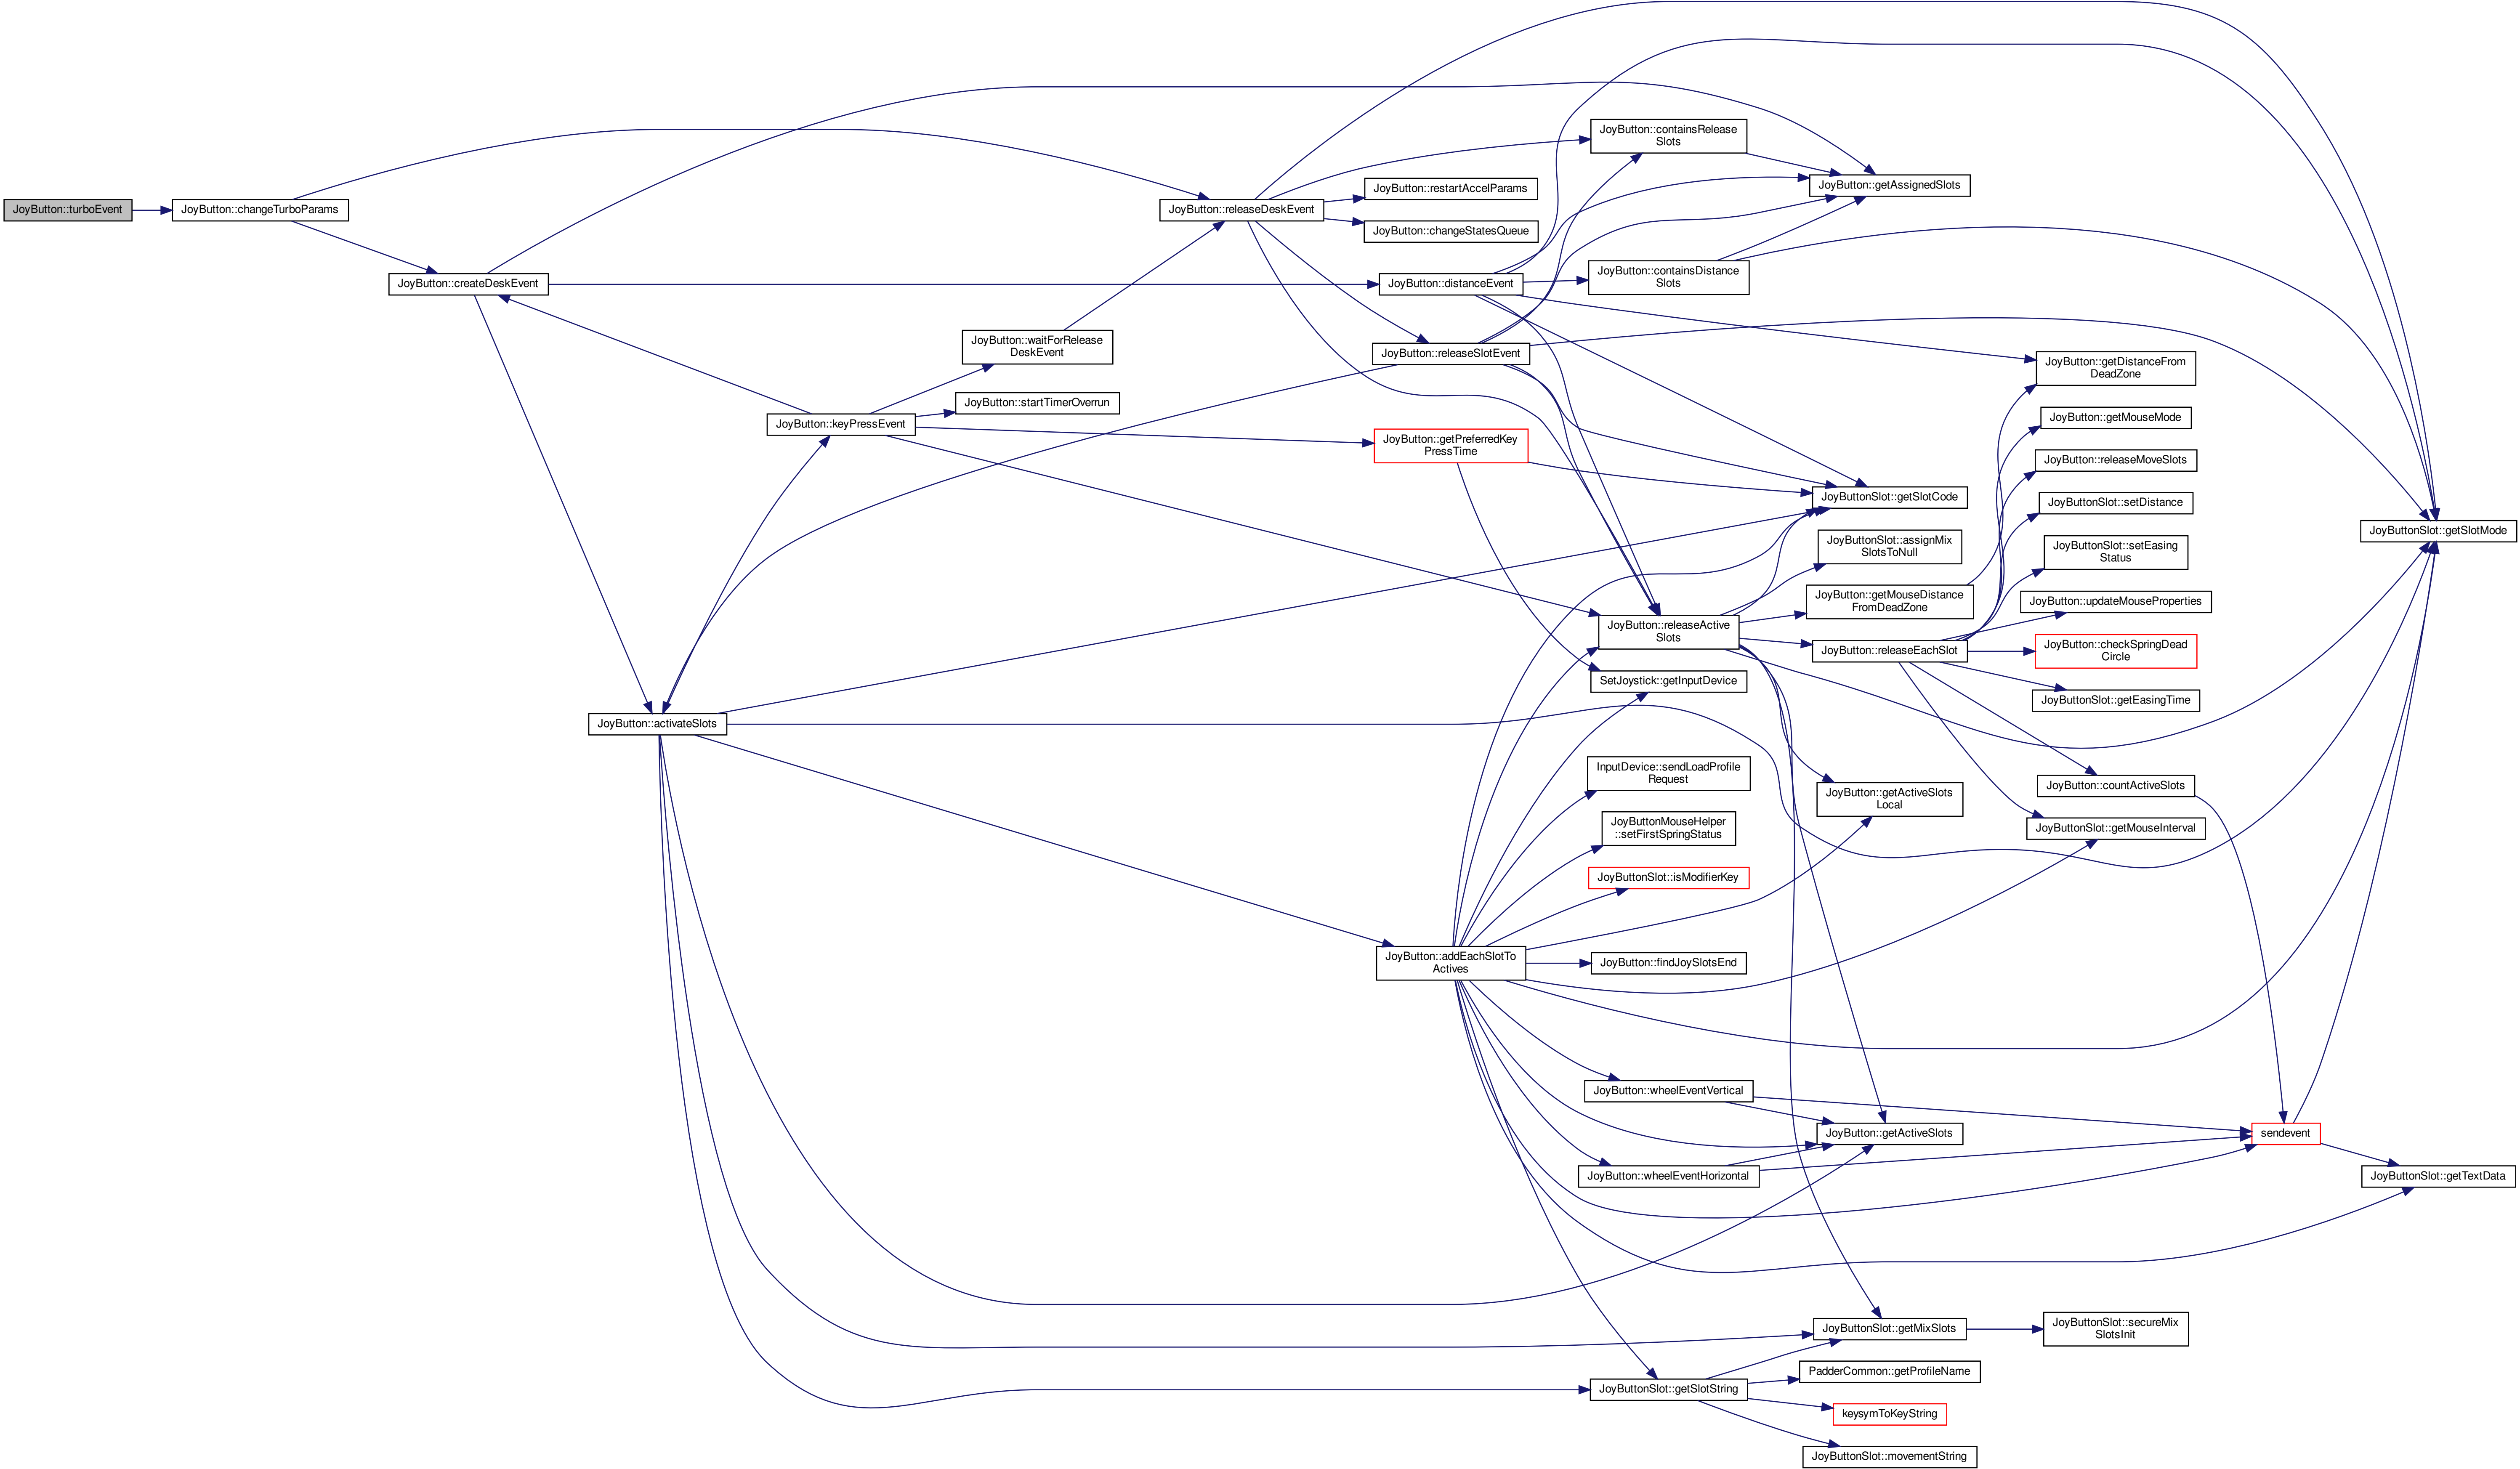 JoyButton::turboEvent
JoyButton::changeTurboParams
JoyButton::createDeskEvent
JoyButton::activateSlots
JoyButton::keyPressEvent
JoyButton::waitForRelease
DeskEvent
JoyButton::startTimerOverrun
JoyButton::releaseDeskEvent
JoyButton::restartAccelParams
JoyButton::changeStatesQueue
JoyButton::distanceEvent
JoyButton::releaseSlotEvent
JoyButton::getPreferredKey
PressTime
JoyButton::addEachSlotTo
Actives
JoyButton::containsRelease
Slots
JoyButton::containsDistance
Slots
JoyButton::releaseActive
Slots
SetJoystick::getInputDevice
InputDevice::sendLoadProfile
Request
JoyButtonMouseHelper
::setFirstSpringStatus
JoyButtonSlot::isModifierKey
JoyButton::findJoySlotsEnd
JoyButton::wheelEventVertical
JoyButton::wheelEventHorizontal
JoyButtonSlot::getSlotString
JoyButton::getAssignedSlots
JoyButtonSlot::getSlotCode
JoyButtonSlot::assignMix
SlotsToNull
JoyButton::getMouseDistance
FromDeadZone
JoyButton::releaseEachSlot
JoyButton::getActiveSlots
Local
JoyButton::getActiveSlots
JoyButtonSlot::getMixSlots
PadderCommon::getProfileName
keysymToKeyString
JoyButtonSlot::movementString
JoyButton::getDistanceFrom
DeadZone
JoyButton::getMouseMode
JoyButton::releaseMoveSlots
JoyButtonSlot::setDistance
JoyButtonSlot::setEasing
Status
JoyButton::updateMouseProperties
JoyButton::checkSpringDead
Circle
JoyButtonSlot::getEasingTime
JoyButton::countActiveSlots
JoyButtonSlot::getMouseInterval
JoyButtonSlot::secureMix
SlotsInit
sendevent
JoyButtonSlot::getSlotMode
JoyButtonSlot::getTextData